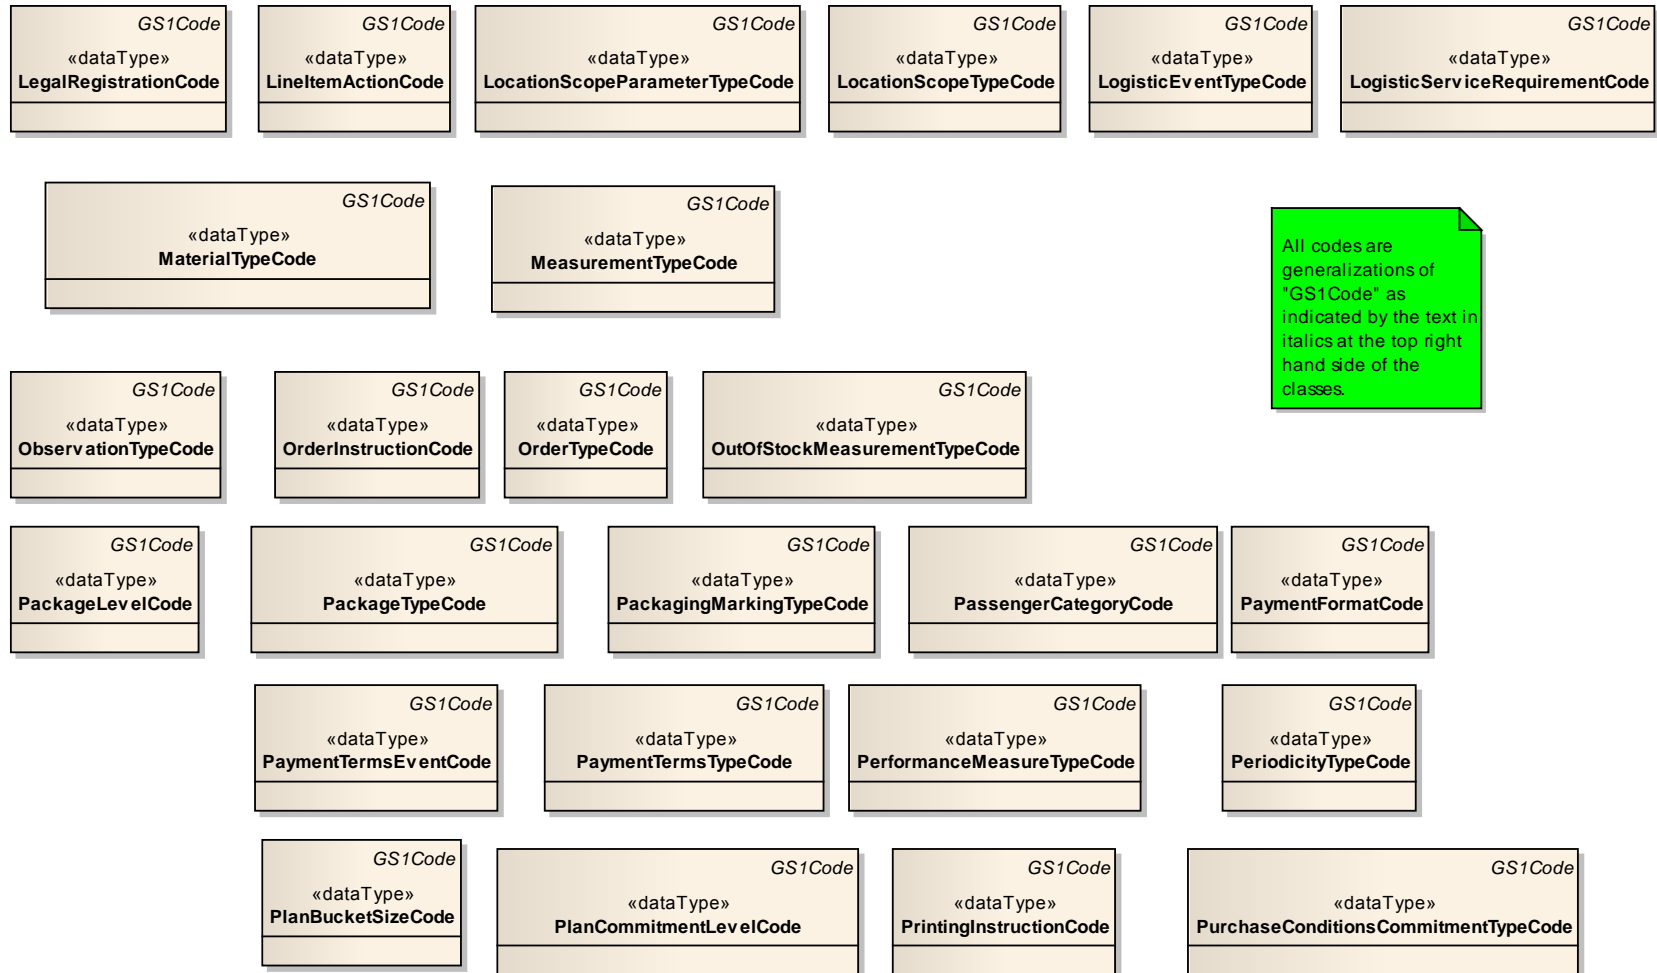 GS1Code
«dataType»
LegalRegistrationCode
GS1Code
«dataType»
LineItemActionCode
GS1Code
«dataType»
LocationScopeParameterTypeCode
GS1Code
«dataType»
LocationScopeTypeCode
GS1Code
«dataType»
LogisticEventTypeCode
GS1Code
«dataType»
LogisticServiceRequirementCode
GS1Code
«dataType»
MaterialTypeCode
GS1Code
«dataType»
MeasurementTypeCode
All codes are
generalizations of
"GS1Code" as
indicated by the text in
italics at the top right
hand side of the
classes.
GS1Code
«dataType»
ObservationTypeCode
GS1Code
«dataType»
OrderInstructionCode
GS1Code
«dataType»
OrderTypeCode
GS1Code
«dataType»
OutOfStockMeasurementTypeCode
GS1Code
«dataType»
PackageLevelCode
GS1Code
«dataType»
PackageTypeCode
GS1Code
«dataType»
PackagingMarkingTypeCode
GS1Code
«dataType»
PassengerCategoryCode
GS1Code
«dataType»
PaymentFormatCode
GS1Code
«dataType»
PaymentTermsEventCode
GS1Code
«dataType»
PaymentTermsTypeCode
GS1Code
«dataType»
PerformanceMeasureTypeCode
GS1Code
«dataType»
PeriodicityTypeCode
GS1Code
«dataType»
PlanBucketSizeCode
GS1Code
«dataType»
PlanCommitmentLevelCode
GS1Code
«dataType»
PrintingInstructionCode
GS1Code
«dataType»
PurchaseConditionsCommitmentTypeCode